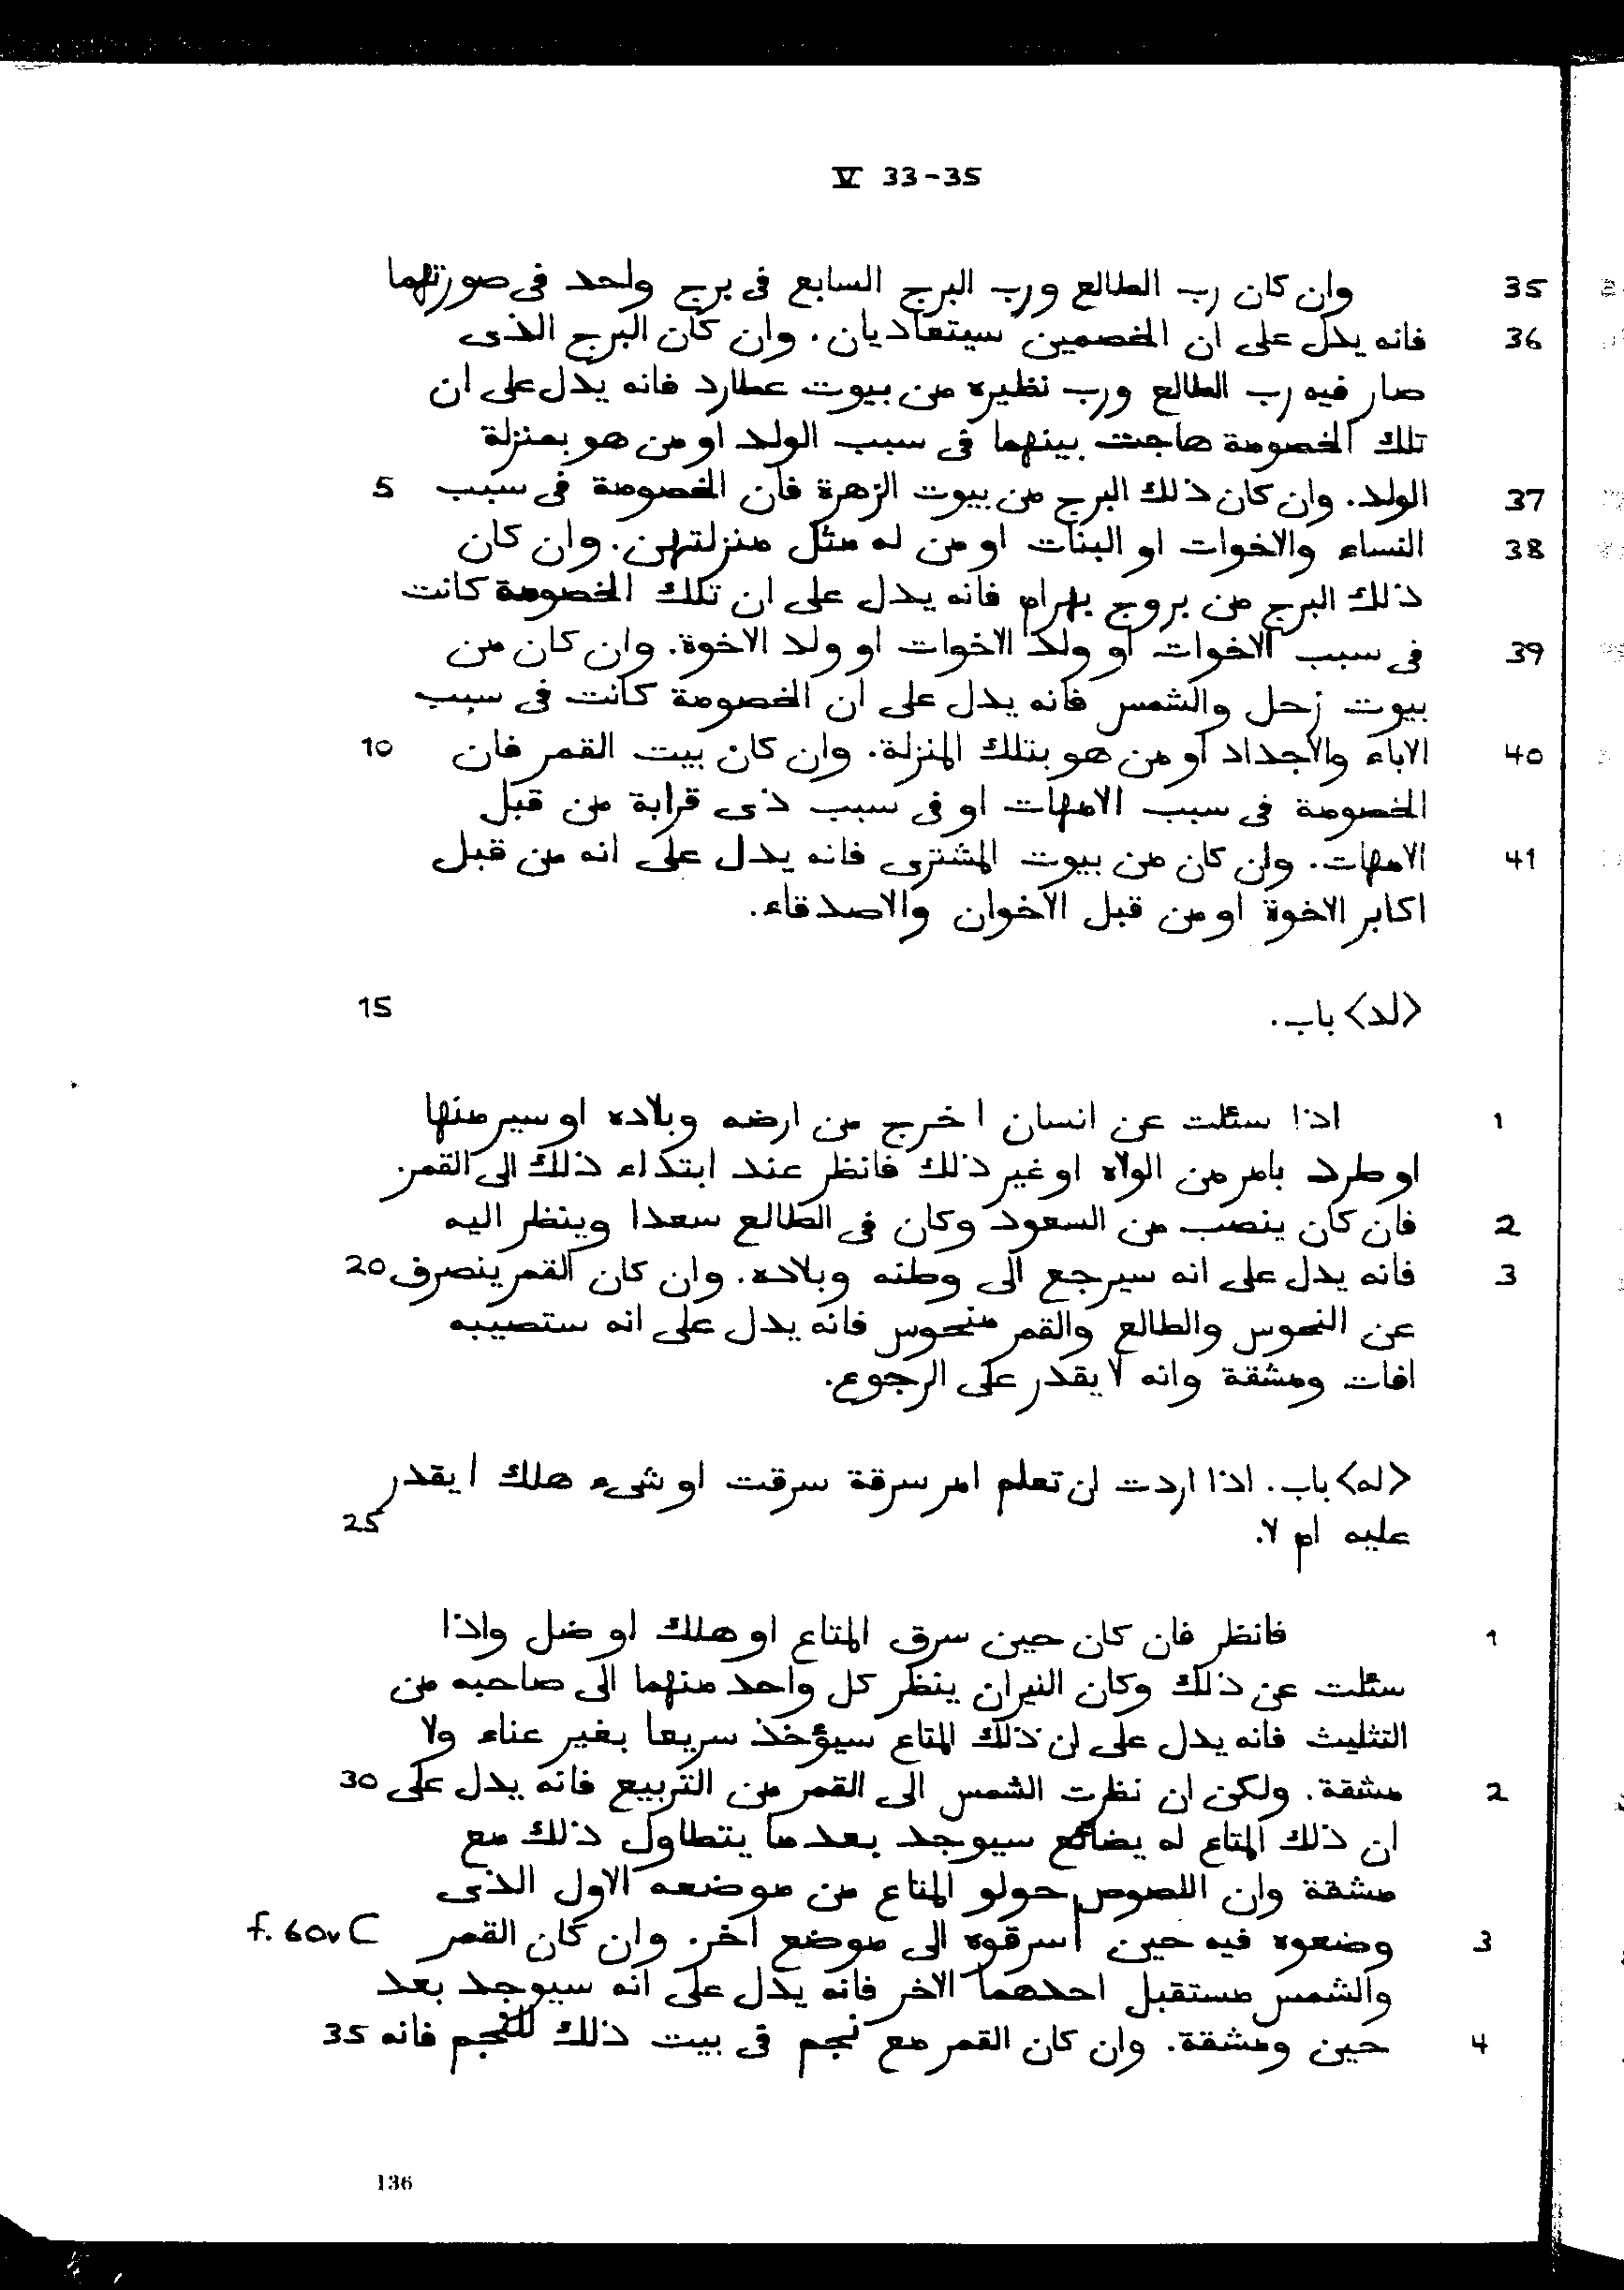 V 33-35
35 وان كان رب الطالع ورب البرج السابع فى برج واحد فى صورتهما
36 فانه يدل على ان الخصمين سيتعاديان. وان كان البرج الذى
صار فيه رب الطالع ورب نظيره من بيوت عطارد فانه يدل على ان
تلك الخصومة هاجت بينهما فى سبب الولد او من هو بمنزلة
37 الولد. وان كان ذلك البرج من بيوت الزهرة فان الخصومة فى سبب 5
38 النساء والاخوات او البنات او من له مثل منزلتهن. وان كان
ذلك البرج من بروج بهرام فانه يدل على ان تلك الخصومة كانت
39 فى سبب الاخوات او ولد الاخوات او ولد الاخوة. وان كان من
بيوت زحل والشمس فانه يدل على ان الخصومة كانت فى سبب
40 الاباء والاجداد او من هو بتلك المنزلة. وان كان بيت القمر فان 10
الخصومة فى سبب الامهات او فى سبب ذى قرابة من قبل
41 الامهات. وان كان من بيوت المشترى فانه يدل على انه من قبل
اكابر الاخوة او من قبل الاخوان والاصدقاء.
<لد> باب. 15
1 اذا سئلت عن انسان اخرج من ارضه وبلاده او سير منها
او طرد بامر من الولاه او غير ذلك فانظر عند ابتداء ذلك الى القمر.
2 فان كان ينصب من السعود وكان فى الطالع سعدا وينظر اليه
3 فانه يدل على انه سيرجع الى وطنه وبلاده. وان كان القمر ينصرف 20
عن النحوس والطالع والقمر منحوس فانه يدل على انه ستصيبه
افات ومشقة وانه لا يقدر على الرجوع.
<له> باب. اذا اردت ان تعلم امر سرقة سرقت او شىء هلك ا يقدر
عليه ام لا. 25
1 فانظر فان كان حين سرق المتاع او هلك او ضل واذا
سئلت عن ذلك وكان النيران ينظر كل واحد منهما الى صاحبه من
التثليث فانه يدل على ان ذلك المتاع سيؤخذ سريعا بغير عناء ولا
2 مشقة. ولكن ان نظرت الشمس الى القمر من التربيع فانه يدل على 30
ان ذلك المتاع له يضائع سيوجد بعد ما يتطاول ذلك مع
مشقة وان اللصوص حولو المتاع من موضعه الاول الذى
3 وضعوه فيه حين اسرقوه الى موضع اخر. وان كان القمر f. 60v C
والشمس مستقبل احدهما الاخر فانه يدل على انه سيوجد بعد
4 حين ومشقة. وان كان القمر مع نجم فى بيت ذلك النجم فانه 35
136